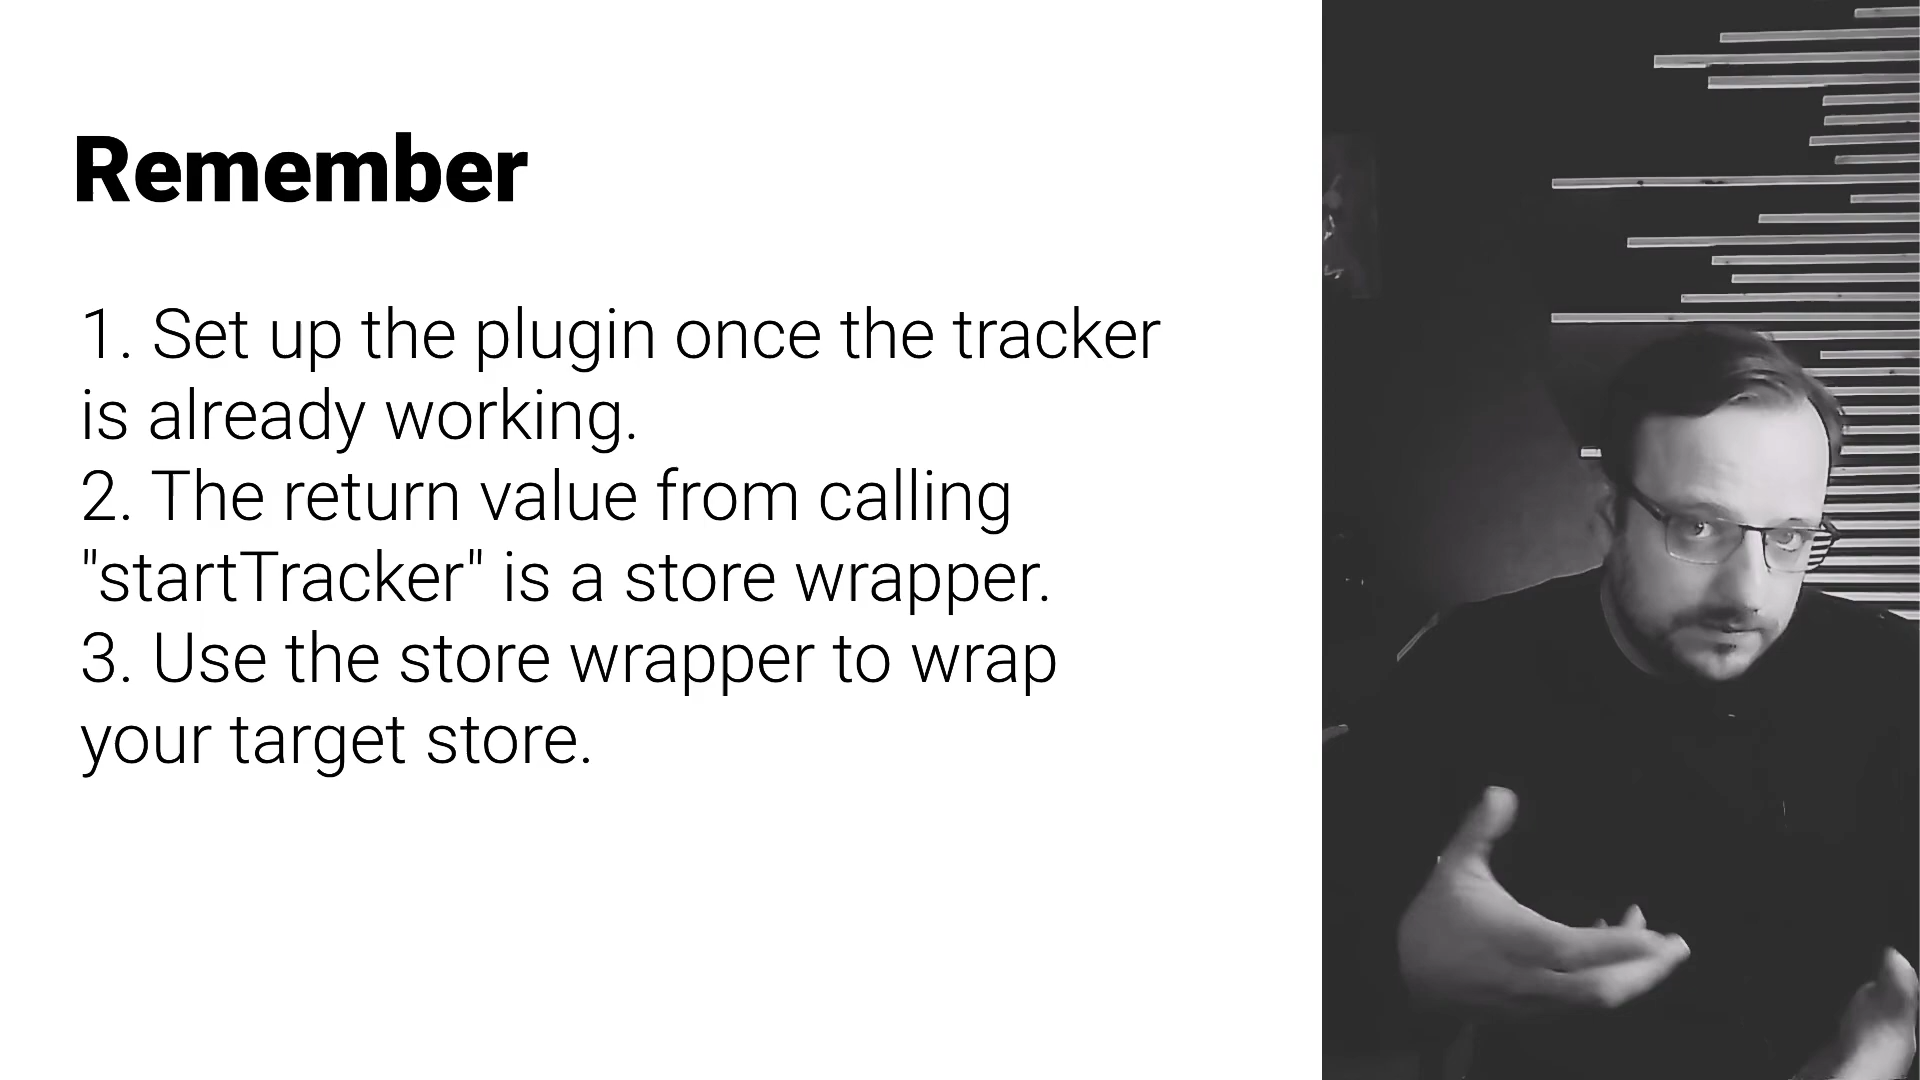 Remember
1. Set up the plugin once the tracker
is already working.
2. The return value from calling
"startTracker" is a store wrapper.
3. Use the store wrapper to wrap
your target store.